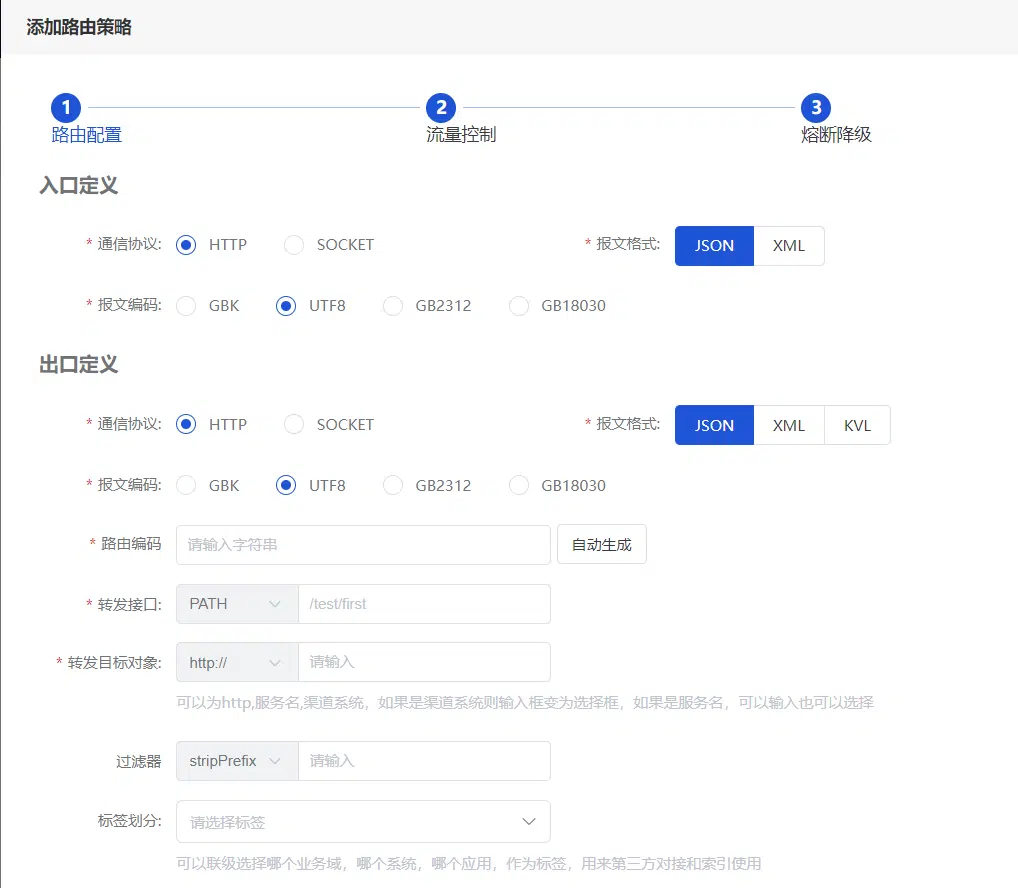 添加路由策略
1 2 3
路由配置 流量控制 熔断降级
入口定义
* 通信协议: HTTP SOCKET * 报文格式: JSON XML
* 报文编码: GBK UTF8 GB2312 GB18030
出口定义
* 通信协议: HTTP SOCKET * 报文格式: JSON XML KVL
* 报文编码: GBK UTF8 GB2312 GB18030
* 路由编码 请输入字符串 自动生成
* 转发接口: PATH /test/first
* 转发目标对象: http:// 请输入
可以为http,服务名,渠道系统，如果是渠道系统则输入框变为选择框，如果是服务名，可以输入也可以选择
过滤器 stripPrefix 请输入
标签划分: 请选择标签
可以联级选择哪个业务域，哪个系统，哪个应用，作为标签，用来第三方对接和索引使用